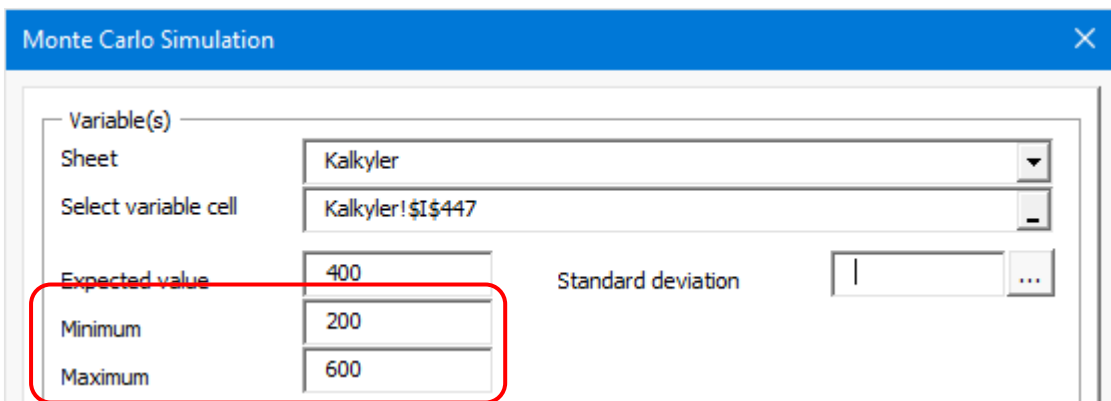 Monte Carlo Simulation
Variable(s)
Sheet Kalkyler
Select variable cell Kalkyler!$I$447
Expected value 400 Standard deviation ...
Minimum 200
Maximum 600